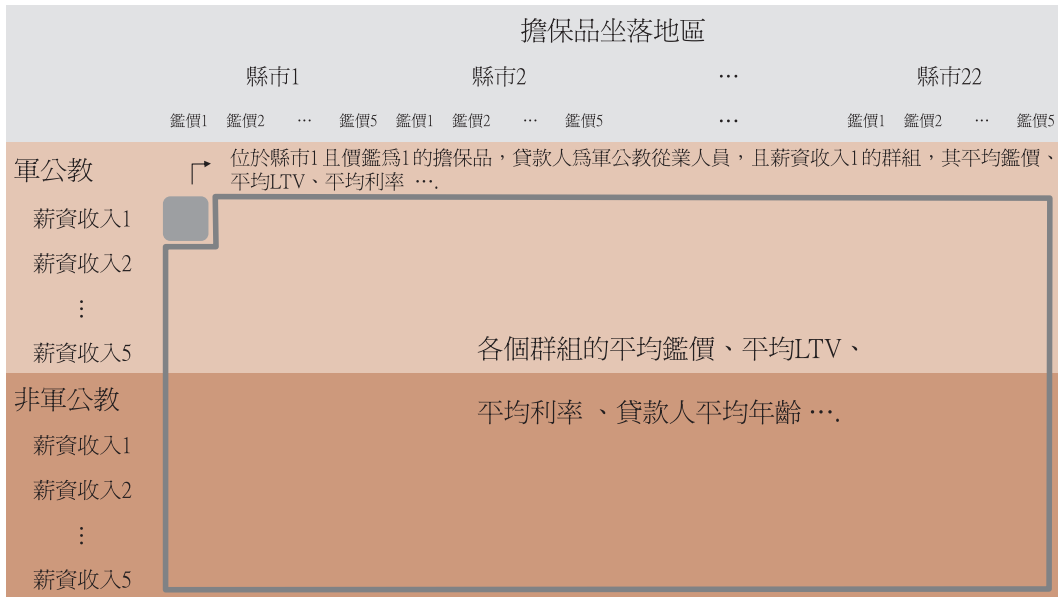 擔保品坐落地區
縣市1 縣市2 … 縣市22
鑑價1 鑑價2 … 鑑價5 鑑價1 鑑價2 … 鑑價5 … 鑑價1 鑑價2 … 鑑價5
軍公教
位於縣市1且價鑑為1的擔保品，貸款人為軍公教從業人員，且薪資收入1的群組，其平均鑑價、
平均LTV、平均利率 ….
薪資收入1
薪資收入2
⋮
薪資收入5
各個群組的平均鑑價、平均LTV、
非軍公教
平均利率 、貸款人平均年齡 ….
薪資收入1
薪資收入2
⋮
薪資收入5